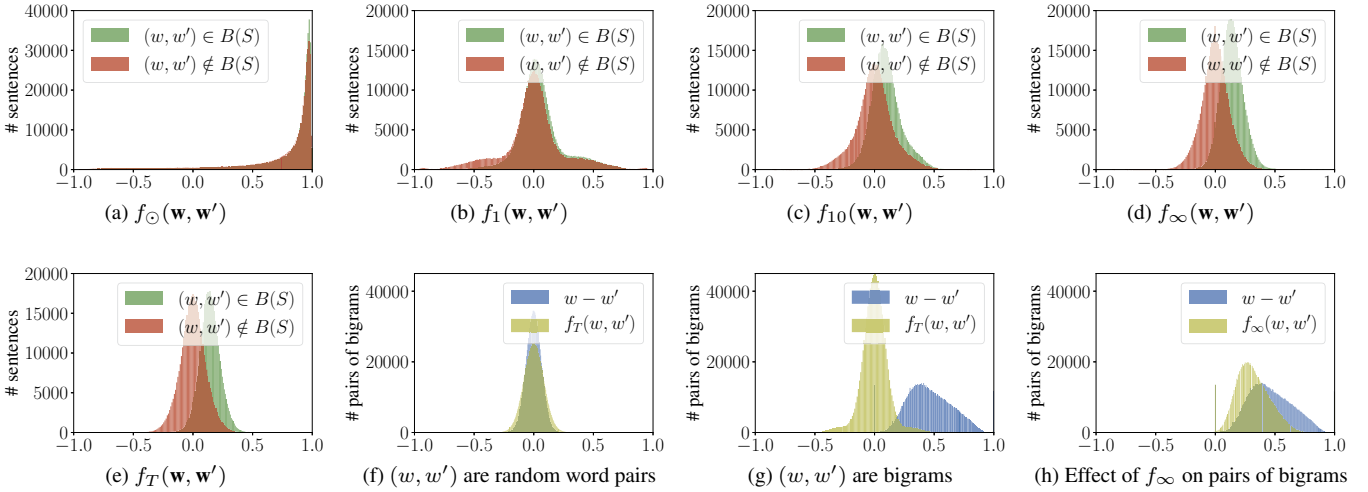 # sentences
40000
30000
20000
10000
0
(w, w′) ∈ B(S)
(w, w′) ∉ B(S)
−1.0 −0.5 0.0 0.5 1.0
(a) f⊙(w, w′)
# sentences
20000
15000
10000
5000
0
(w, w′) ∈ B(S)
(w, w′) ∉ B(S)
−1.0 −0.5 0.0 0.5 1.0
(b) f₁(w, w′)
# sentences
20000
15000
10000
5000
0
(w, w′) ∈ B(S)
(w, w′) ∉ B(S)
−1.0 −0.5 0.0 0.5 1.0
(c) f₁₀(w, w′)
# sentences
20000
15000
10000
5000
0
(w, w′) ∈ B(S)
(w, w′) ∉ B(S)
−1.0 −0.5 0.0 0.5 1.0
(d) f∞(w, w′)
# sentences
20000
15000
10000
5000
0
(w, w′) ∈ B(S)
(w, w′) ∉ B(S)
−1.0 −0.5 0.0 0.5 1.0
(e) f_T(w, w′)
# pairs of bigrams
40000
20000
0
w − w′
f_T(w, w′)
−1.0 −0.5 0.0 0.5 1.0
(f) (w, w′) are random word pairs
# pairs of bigrams
40000
20000
0
w − w′
f_T(w, w′)
−1.0 −0.5 0.0 0.5 1.0
(g) (w, w′) are bigrams
# pairs of bigrams
40000
20000
0
w − w′
f∞(w, w′)
−1.0 −0.5 0.0 0.5 1.0
(h) Effect of f∞ on pairs of bigrams